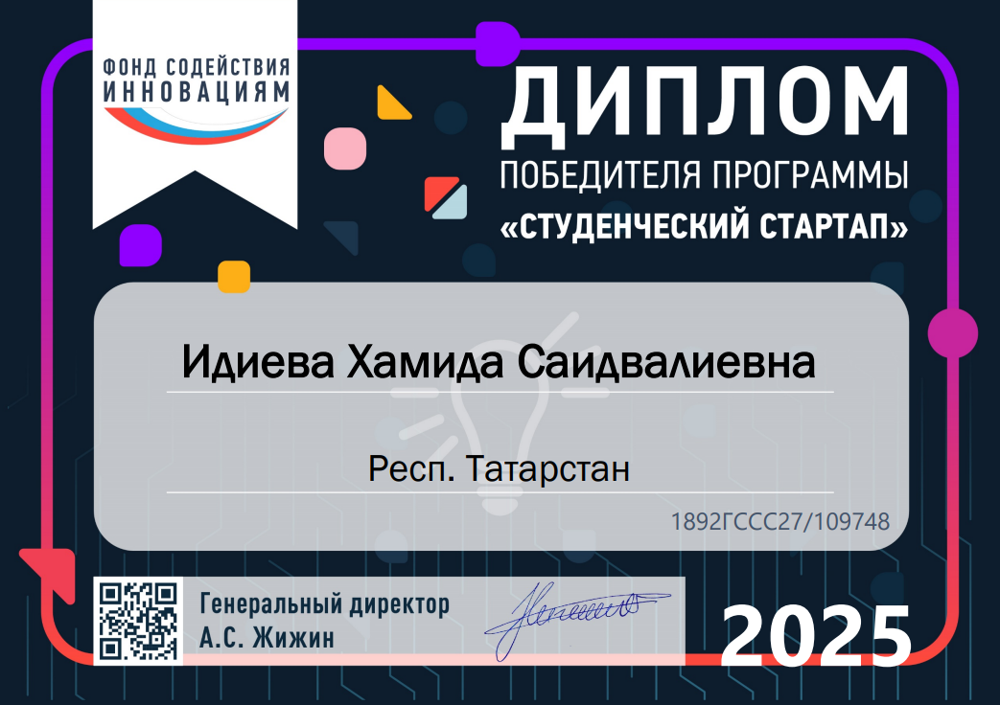 ФОНД СОДЕЙСТВИЯ
ИННОВАЦИЯМ
ДИПЛОМ
ПОБЕДИТЕЛЯ ПРОГРАММЫ
«СТУДЕНЧЕСКИЙ СТАРТАП»
Идиева Хамида Саидвалиевна
Респ. Татарстан
1892ГССС27/109748
Генеральный директор
А.С. Жижин
2025